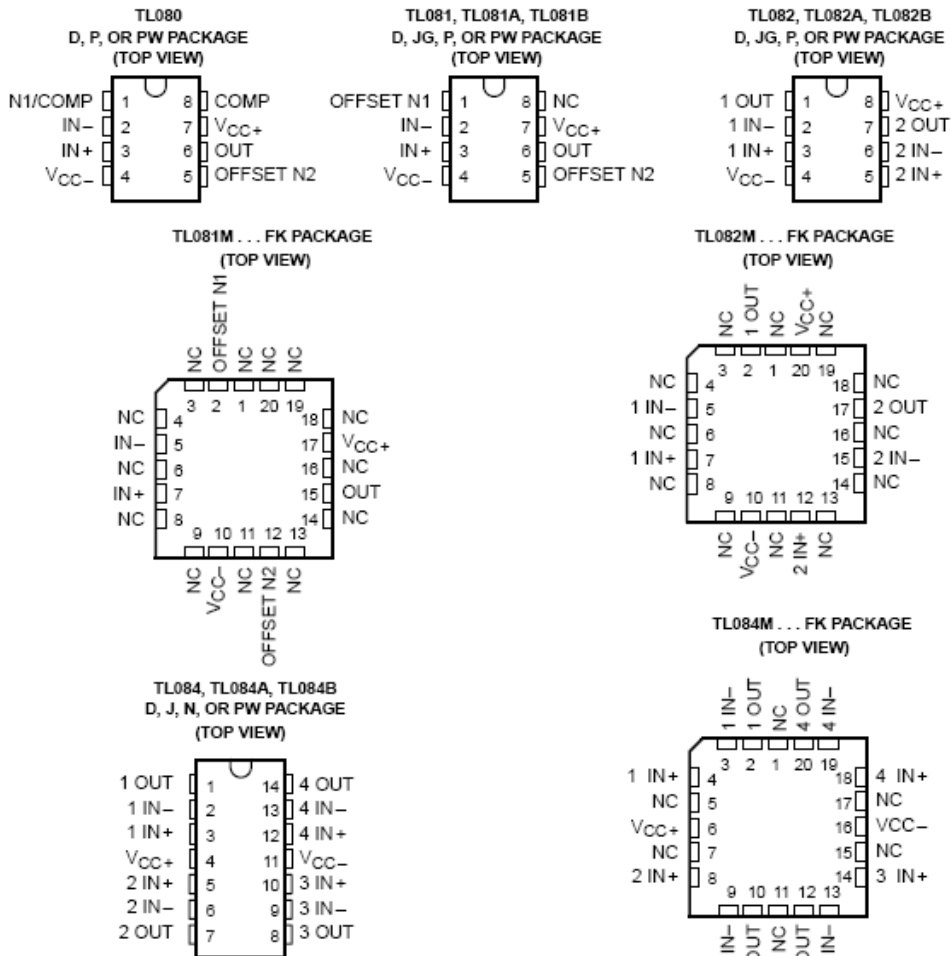 TL080
D, P, OR PW PACKAGE
(TOP VIEW)
N1/COMP 1 8 COMP
IN− 2 7 VCC+
IN+ 3 6 OUT
VCC− 4 5 OFFSET N2
TL081, TL081A, TL081B
D, JG, P, OR PW PACKAGE
(TOP VIEW)
OFFSET N1 1 8 NC
IN− 2 7 VCC+
IN+ 3 6 OUT
VCC− 4 5 OFFSET N2
TL082, TL082A, TL082B
D, JG, P, OR PW PACKAGE
(TOP VIEW)
1 OUT 1 8 VCC+
1 IN− 2 7 2 OUT
1 IN+ 3 6 2 IN−
VCC− 4 5 2 IN+
TL081M . . . FK PACKAGE
(TOP VIEW)
NC OFFSET N1 NC NC NC
3 2 1 20 19
NC 4 18 NC
IN− 5 17 VCC+
NC 6 16 NC
IN+ 7 15 OUT
NC 8 14 NC
9 10 11 12 13
NC VCC− NC OFFSET N2 NC
TL082M . . . FK PACKAGE
(TOP VIEW)
NC 1 OUT NC VCC+ NC
3 2 1 20 19
NC 4 18 NC
1 IN− 5 17 2 OUT
NC 6 16 NC
1 IN+ 7 15 2 IN−
NC 8 14 NC
9 10 11 12 13
NC VCC− NC 2 IN+ NC
TL084, TL084A, TL084B
D, J, N, OR PW PACKAGE
(TOP VIEW)
1 OUT 1 14 4 OUT
1 IN− 2 13 4 IN−
1 IN+ 3 12 4 IN+
VCC+ 4 11 VCC−
2 IN+ 5 10 3 IN+
2 IN− 6 9 3 IN−
2 OUT 7 8 3 OUT
TL084M . . . FK PACKAGE
(TOP VIEW)
1 IN− 1 OUT NC 4 OUT 4 IN−
3 2 1 20 19
1 IN+ 4 18 4 IN+
NC 5 17 NC
VCC+ 6 16 VCC−
NC 7 15 NC
2 IN+ 8 14 3 IN+
9 10 11 12 13
IN− OUT NC OUT IN−